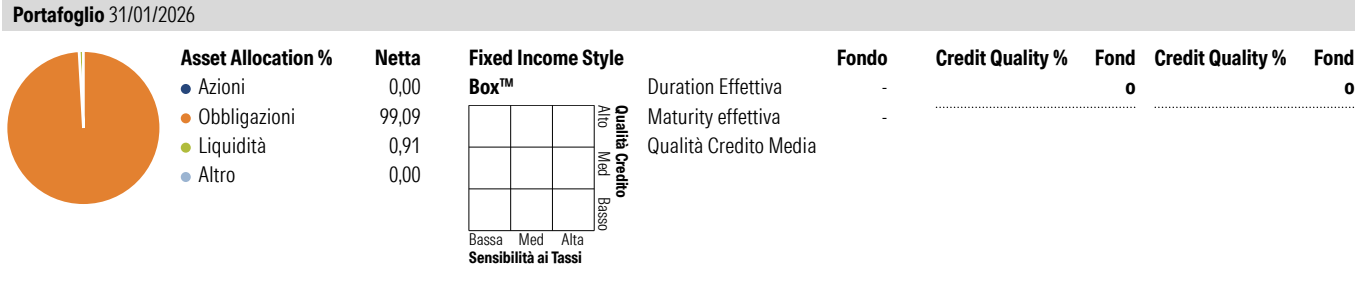 Portafoglio 31/01/2026
Asset Allocation % Netta
Azioni 0,00
Obbligazioni 99,09
Liquidità 0,91
Altro 0,00
Fixed Income Style
Box™
Alto Med Basso
Qualità Credito
Bassa Med Alta
Sensibilità ai Tassi
Fondo
Duration Effettiva -
Maturity effettiva -
Qualità Credito Media
Credit Quality % Fond
o
Credit Quality % Fond
o